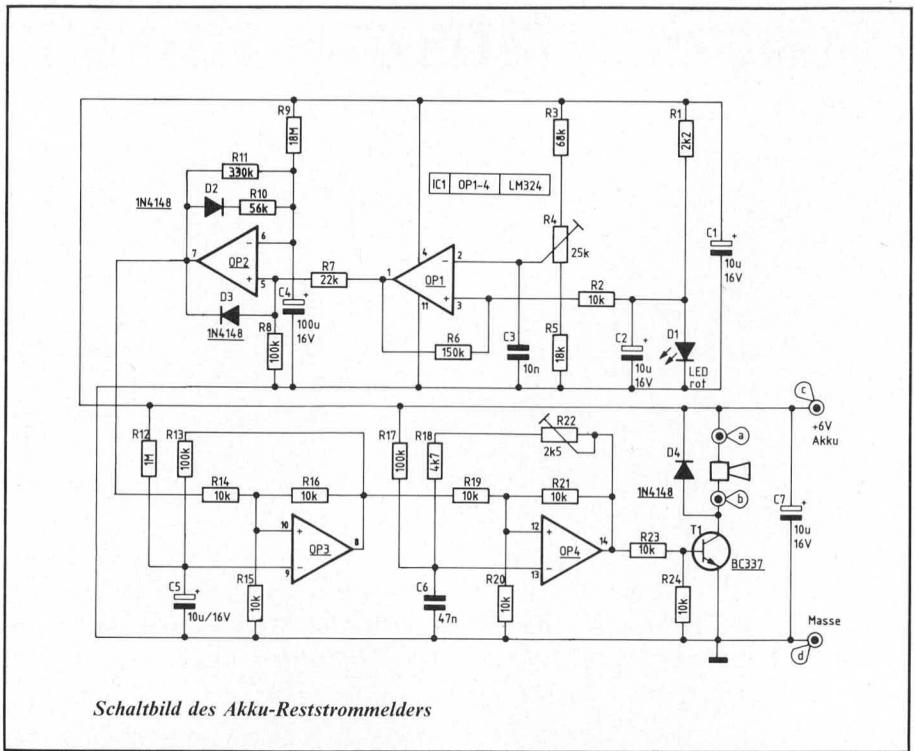 R9
18M
R3
68k
R1
2k2
R11
330k
D2
R10
56k
1N4148
IC1 OP1-4 LM324
R4
25k
C1
+
10u
16V
7
-
6
OP2
+
5
R7
22k
1
4
-
2
OP1
11
+
3
R2
10k
D3
1N4148
C4
+
100u
16V
R8
100k
R6
150k
C3
10n
R5
18k
C2
+
10u
16V
D1
LED
rot
c
+6V
Akku
R12
1M
R13
100k
R17
100k
R18
4k7
R22
2k5
D4
1N4148
a
b
R14
10k
R16
10k
R19
10k
R21
10k
C7
+
10u
16V
10
+
OP3
8
9
-
12
+
OP4
14
13
-
R23
10k
T1
BC337
C5
+
10u/16V
R15
10k
C6
47n
R20
10k
R24
10k
Masse
d
Schaltbild des Akku-Reststrommelders